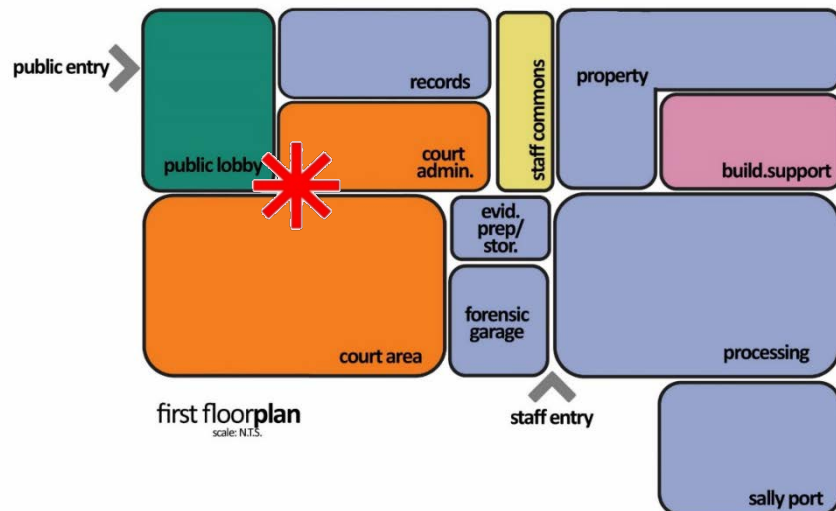 public entry
records
property
staff commons
public lobby
court
admin.
build.support
evid.
prep/
stor.
forensic
garage
court area
processing
first floorplan
scale: N.T.S.
staff entry
sally port